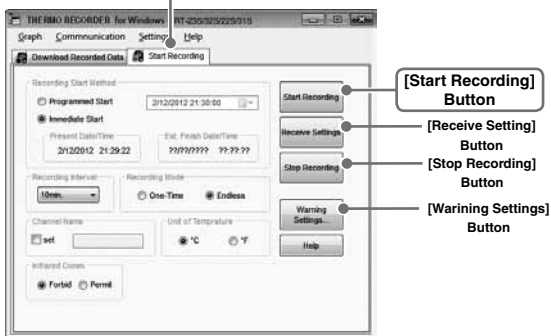 THERMO RECORDER for Windows RT-23S/32S/22S/31S
Graph Commnunication Settings Help
Download Recorded Data Start Recording
Recording Start Method
Programmed Start 2/12/2012 21:30:00
Immediate Start
Present Date/Time Est. Finish Date/Time
2/12/2012 21:29:22 ??/??/???? ??:??:??
Recording Interval Recording Mode
10min. One-Time Endless
Channel Name Unit of Temprature
set °C °F
Infrared Comm.
Forbid Permit
Start Recording
Receive Settings
Stop Recording
Warning
Settings...
Help
[Start Recording]
Button
[Receive Setting]
Button
[Stop Recording]
Button
[Warining Settings]
Button